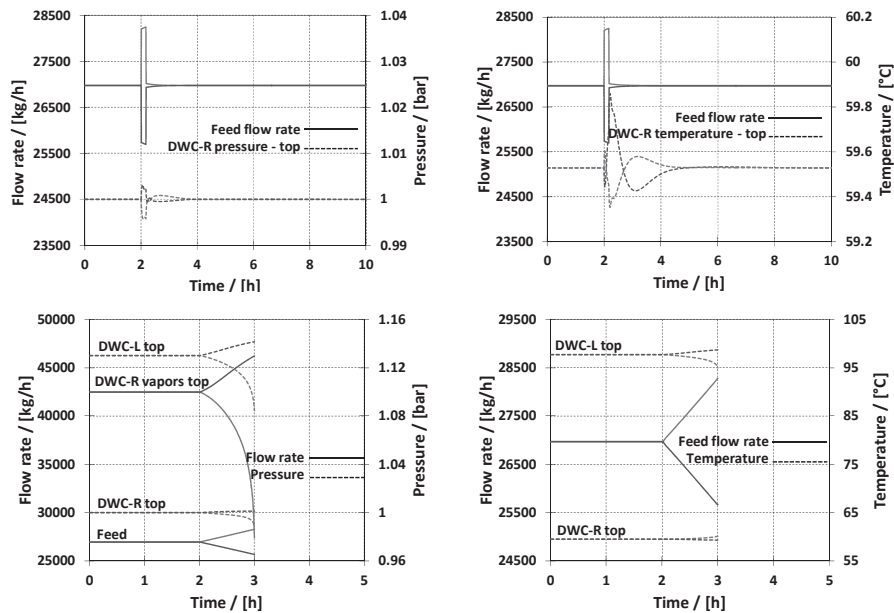 28500
27500
26500
25500
24500
23500
1.04
1.03
1.02
1.01
1
0.99
0
2
4
6
8
10
Flow rate / [kg/h]
Pressure / [bar]
Feed flow rate
DWC-R pressure - top
Time / [h]
28500
27500
26500
25500
24500
23500
60.2
60
59.8
59.6
59.4
59.2
0
2
4
6
8
10
Flow rate / [kg/h]
Temperature / [°C]
Feed flow rate
DWC-R temperature - top
Time / [h]
50000
45000
40000
35000
30000
25000
1.16
1.12
1.08
1.04
1
0.96
0
1
2
3
4
5
Flow rate / [kg/h]
Pressure / [bar]
DWC-L top
DWC-R vapors top
Flow rate
Pressure
DWC-R top
Feed
Time / [h]
29500
28500
27500
26500
25500
24500
105
95
85
75
65
55
0
1
2
3
4
5
Flow rate / [kg/h]
Temperature / [°C]
DWC-L top
Feed flow rate
Temperature
DWC-R top
Time / [h]